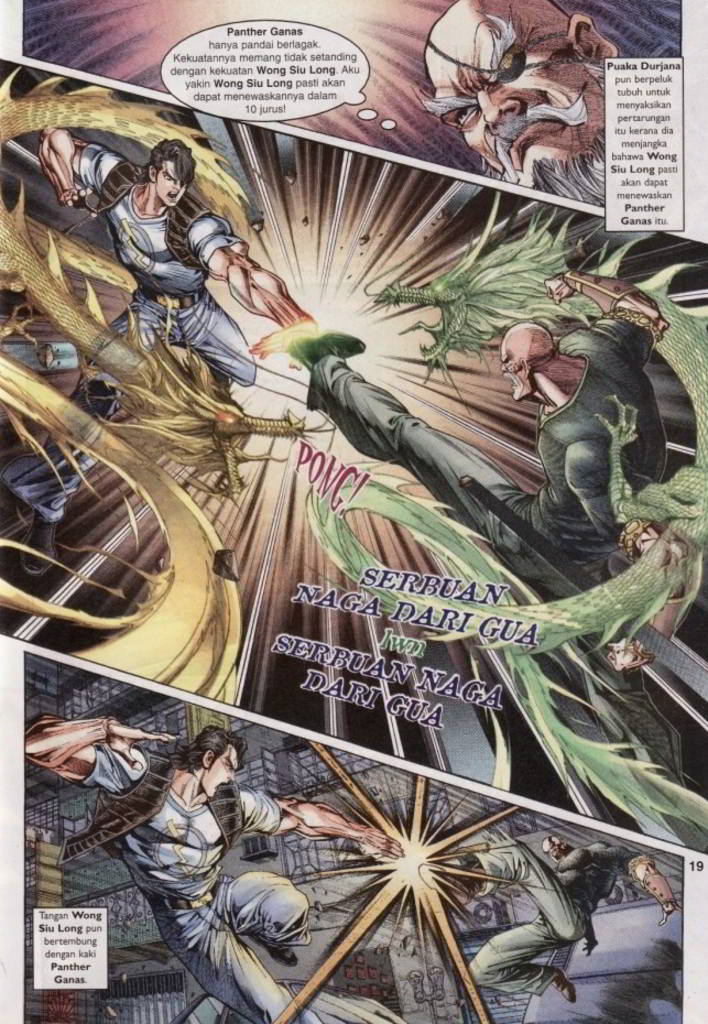 Panther Ganas
hanya pandai berlagak.
Kekuatannya memang tidak setanding
dengan kekuatan Wong Siu Long. Aku
yakin Wong Siu Long pasti akan
dapat menewaskannya dalam
10 jurus!
Puaka Durjana
pun berpeluk
tubuh untuk
menyaksikan
pertarungan
itu kerana dia
menjangka
bahawa Wong
Siu Long pasti
akan dapat
menewaskan
Panther
Ganas itu.
PONG!
SERBUAN
NAGA DARI GUA
lwn
SERBUAN NAGA
DARI GUA
19
Tangan Wong
Siu Long pun
bertembung
dengan kaki
Panther
Ganas.